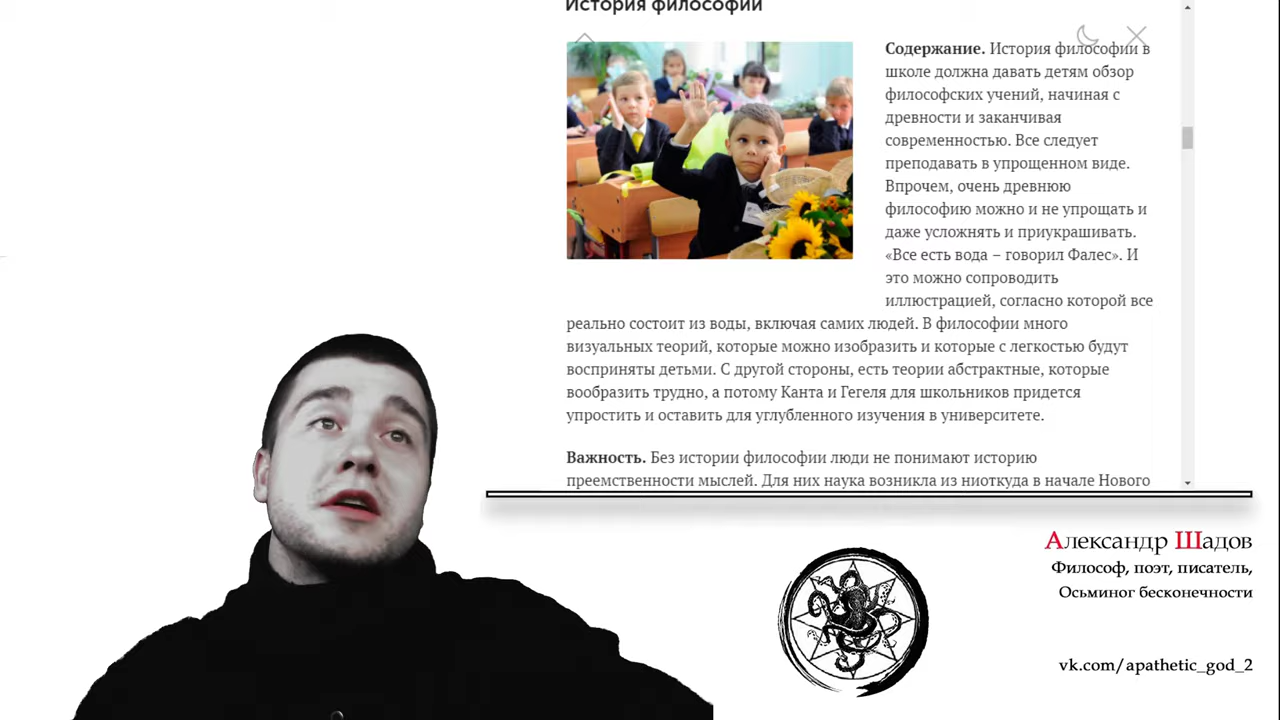 История философии
Содержание. История философии в
школе должна давать детям обзор
философских учений, начиная с
древности и заканчивая
современностью. Все следует
преподавать в упрощенном виде.
Впрочем, очень древнюю
философию можно и не упрощать и
даже усложнять и приукрашивать.
«Все есть вода – говорил Фалес». И
это можно сопроводить
иллюстрацией, согласно которой все
реально состоит из воды, включая самих людей. В философии много
визуальных теорий, которые можно изобразить и которые с легкостью будут
восприняты детьми. С другой стороны, есть теории абстрактные, которые
вообразить трудно, а потому Канта и Гегеля для школьников придется
упростить и оставить для углубленного изучения в университете.
Важность. Без истории философии люди не понимают историю
преемственности мыслей. Для них наука возникла из ниоткуда в начале Нового
Александр Шадов
Философ, поэт, писатель,
Осьминог бесконечности
vk.com/apathetic_god_2